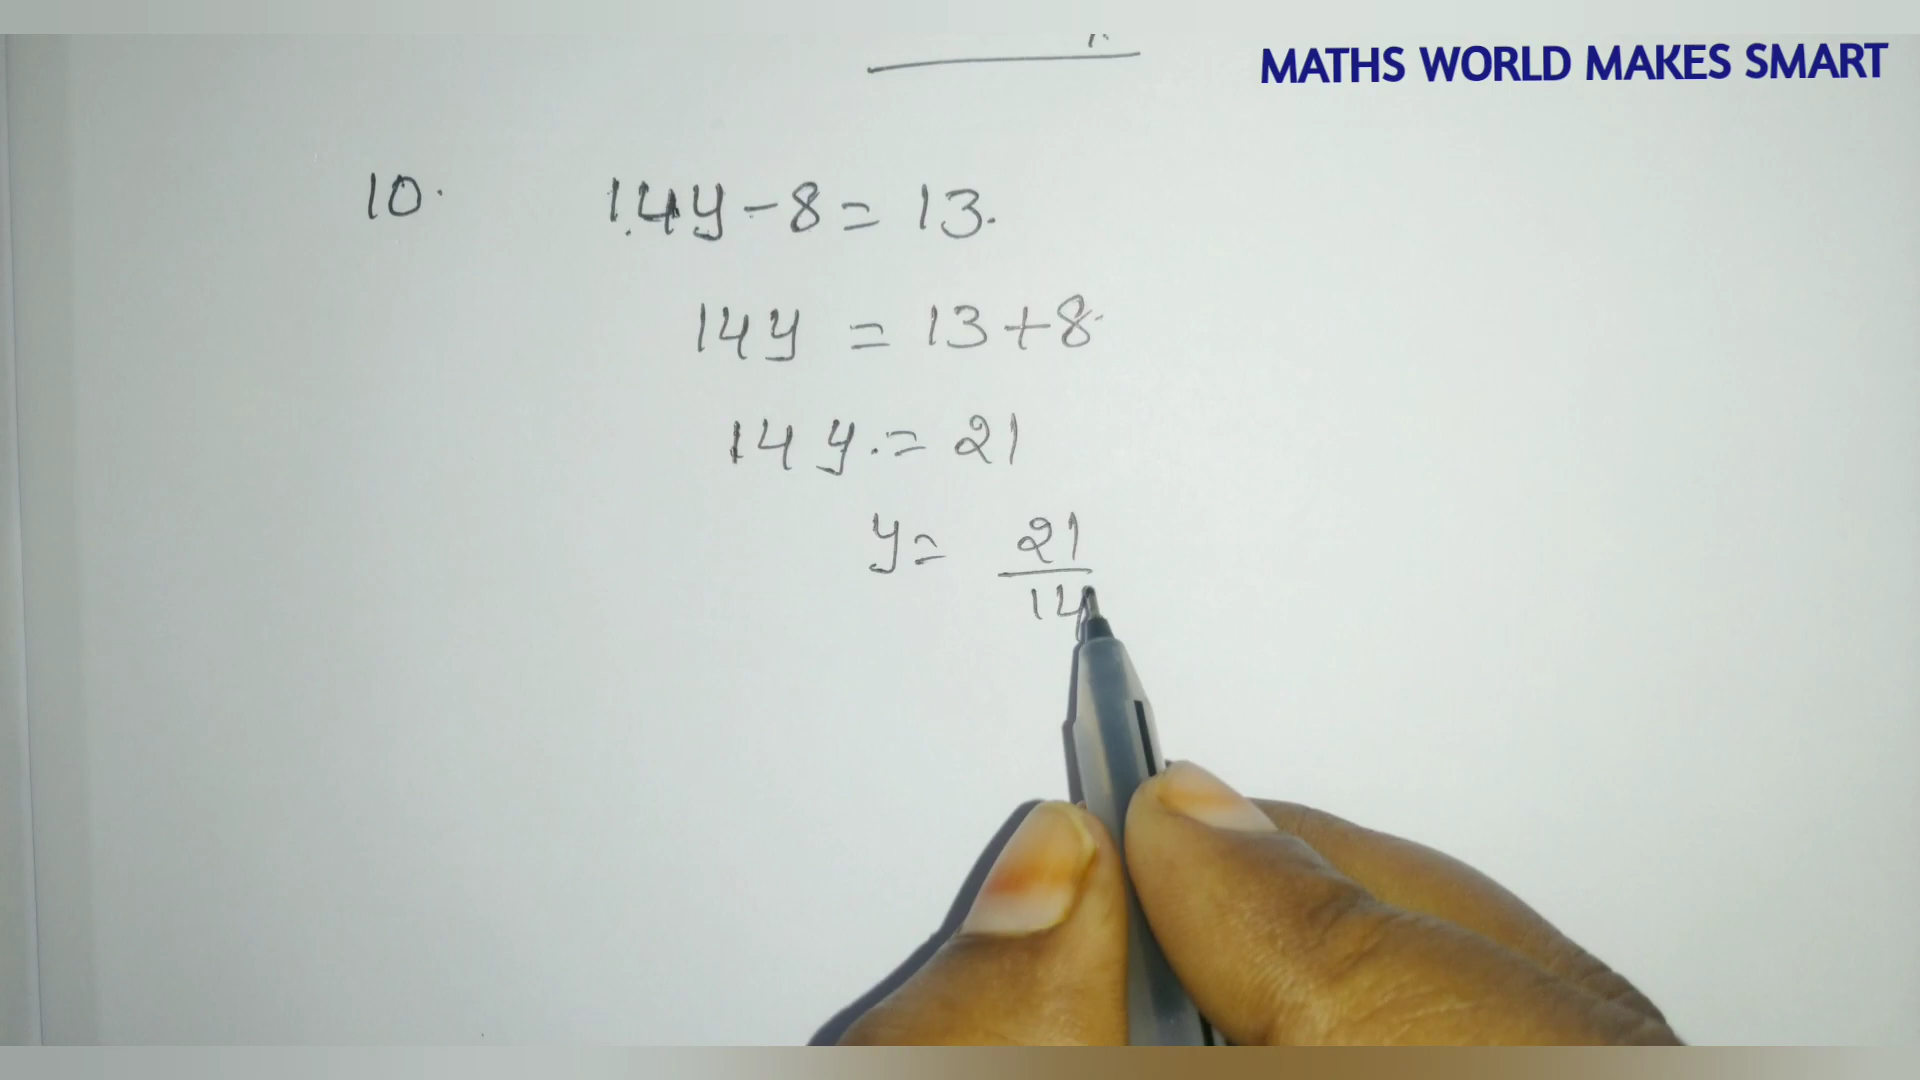 MATHS WORLD MAKES SMART
10. 14y - 8 = 13.
14y = 13 + 8.
14y. = 21
y = 21/14